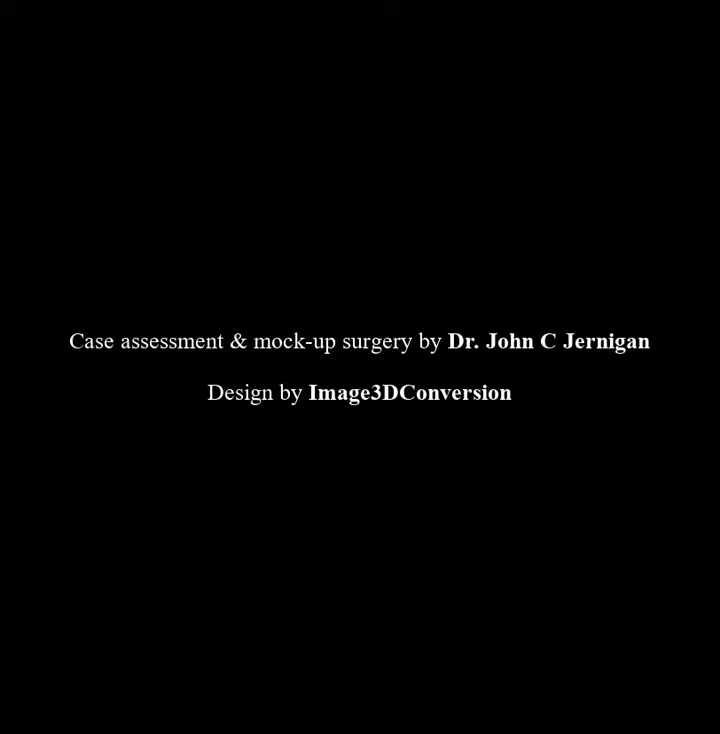 Case assessment & mock-up surgery by Dr. John C Jernigan
Design by Image3DConversion